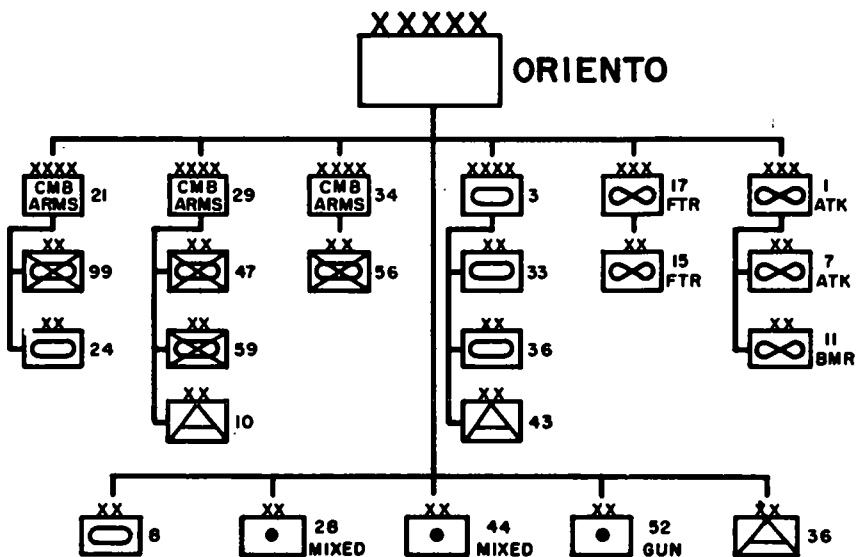 XXXXX
ORIENTO
XXXX XXXX XXXX XXXX XXX XXX
CMB ARMS 21
CMB ARMS 29
CMB ARMS 34
3
17 FTR
1 ATK
XX XX XX XX XX XX
99
47
56
33
15 FTR
7 ATK
XX XX XX XX
24
59
36
11 BMR
XX XX
10
43
XX XX XX XX XX
8
28 MIXED
44 MIXED
52 GUN
36